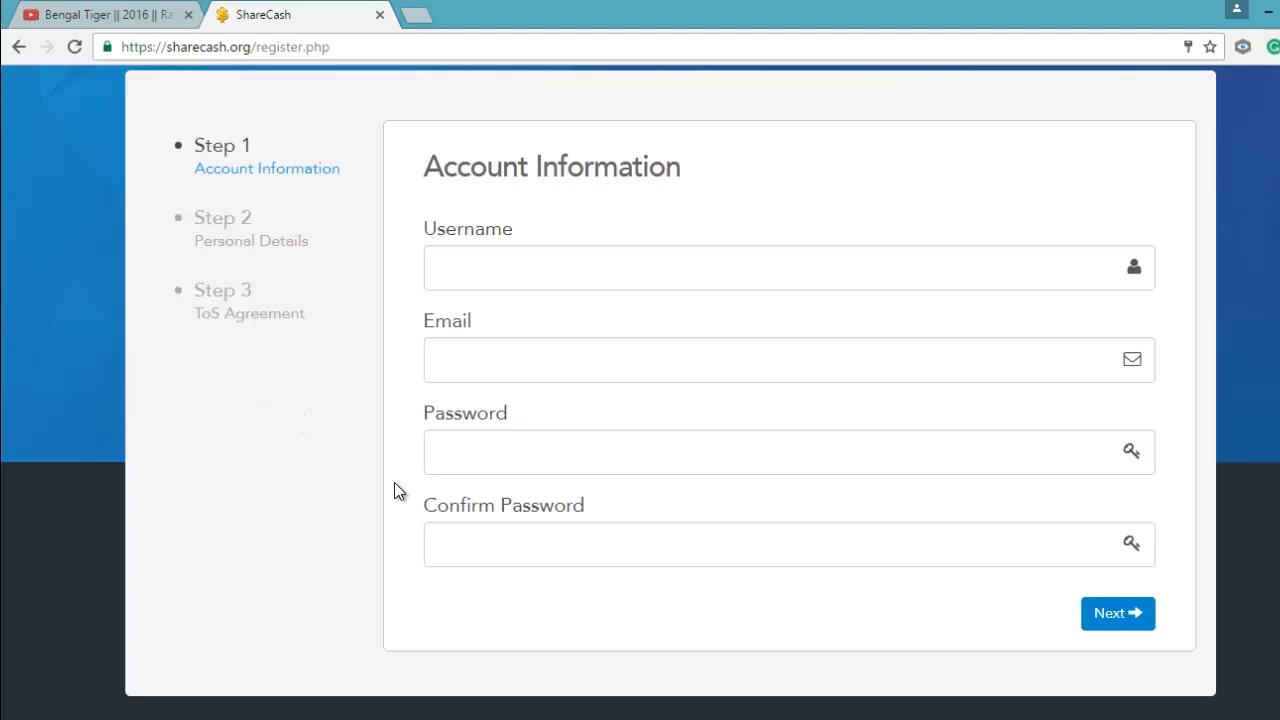 Bengal Tiger || 2016 || Ra
ShareCash
https://sharecash.org/register.php
Step 1
Account Information
Step 2
Personal Details
Step 3
ToS Agreement
Account Information
Username
Email
Password
Confirm Password
Next